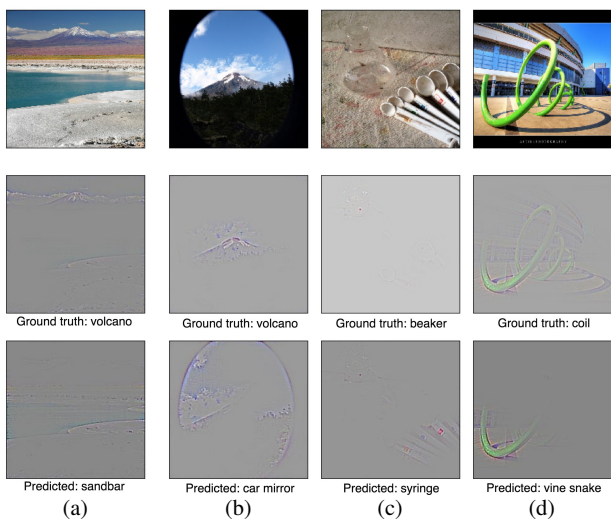 Ground truth: volcano
Ground truth: volcano
Ground truth: beaker
Ground truth: coil
Predicted: sandbar
Predicted: car mirror
Predicted: syringe
Predicted: vine snake
(a)
(b)
(c)
(d)